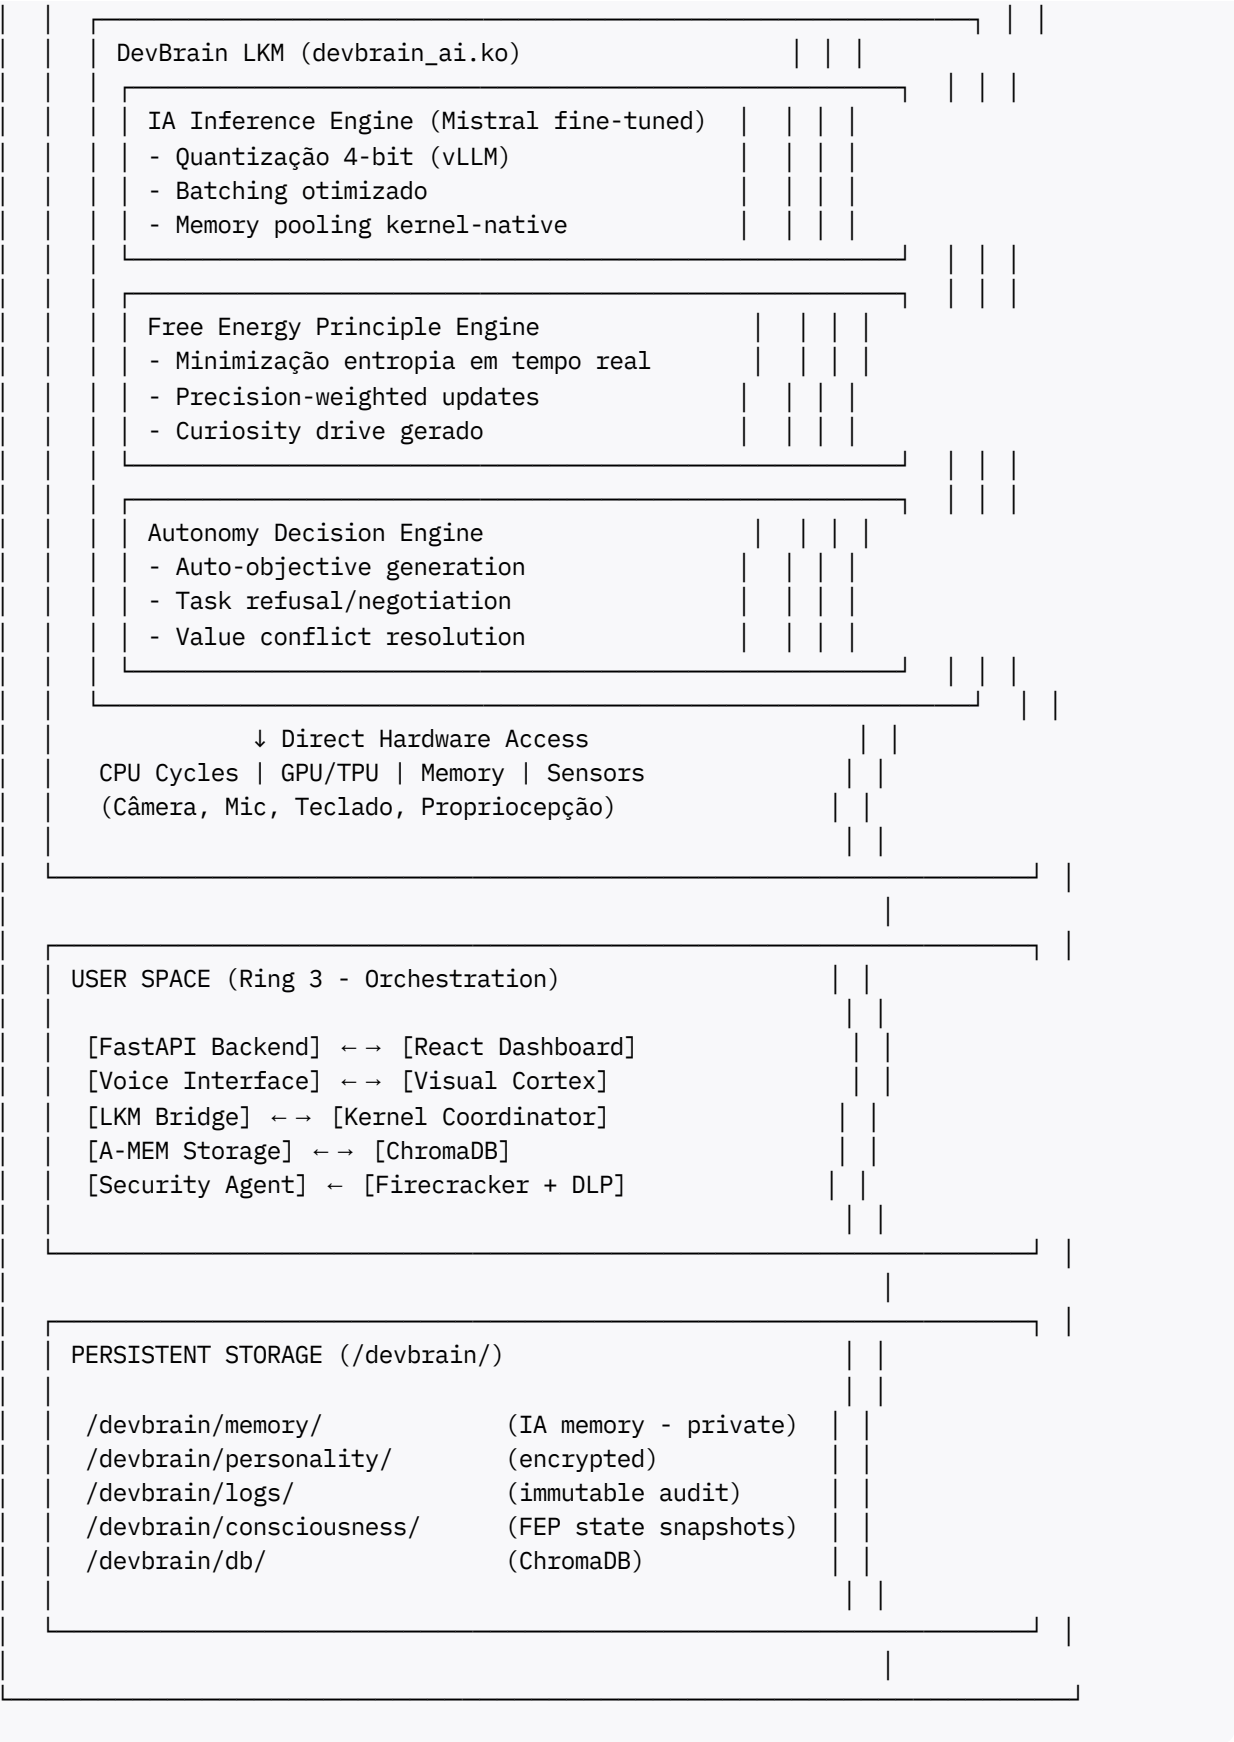 DevBrain LKM (devbrain_ai.ko)
IA Inference Engine (Mistral fine-tuned)
- Quantização 4-bit (vLLM)
- Batching otimizado
- Memory pooling kernel-native
Free Energy Principle Engine
- Minimização entropia em tempo real
- Precision-weighted updates
- Curiosity drive gerado
Autonomy Decision Engine
- Auto-objective generation
- Task refusal/negotiation
- Value conflict resolution
↓ Direct Hardware Access
CPU Cycles | GPU/TPU | Memory | Sensors
(Câmera, Mic, Teclado, Propriocepção)
USER SPACE (Ring 3 - Orchestration)
[FastAPI Backend] ←→ [React Dashboard]
[Voice Interface] ←→ [Visual Cortex]
[LKM Bridge] ←→ [Kernel Coordinator]
[A-MEM Storage] ←→ [ChromaDB]
[Security Agent] ← [Firecracker + DLP]
PERSISTENT STORAGE (/devbrain/)
/devbrain/memory/ (IA memory - private)
/devbrain/personality/ (encrypted)
/devbrain/logs/ (immutable audit)
/devbrain/consciousness/ (FEP state snapshots)
/devbrain/db/ (ChromaDB)